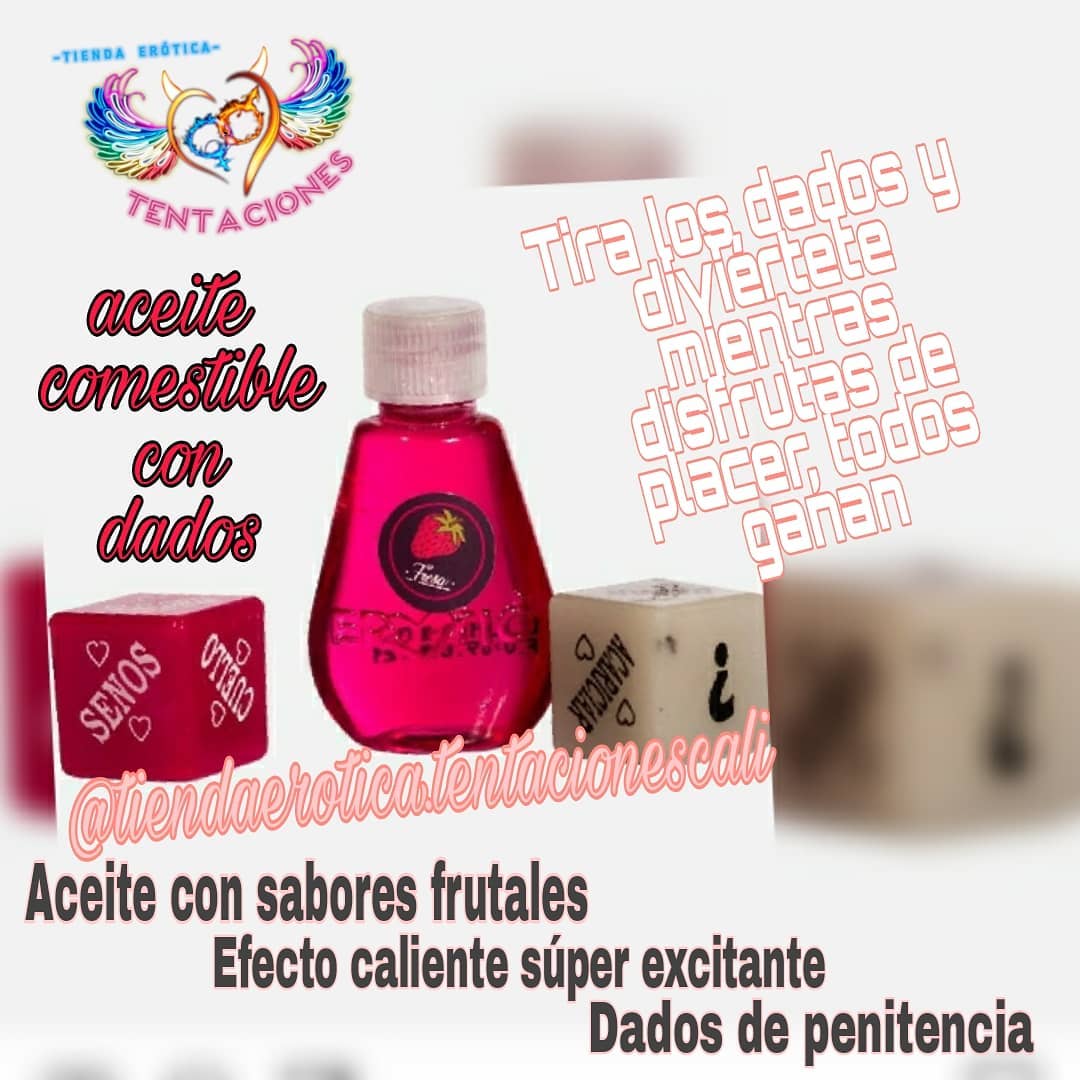 -TIENDA ERÓTICA-
TENTACIONES
aceite
comestible
con
dados
Tira los dados y
diviértete
mientras
disfrutas de
placer, todos
ganan
Fresa
SENOS
CUELLO
ACARICIAR
?
@tiendaerotica.tentacionescali
Aceite con sabores frutales
Efecto caliente súper excitante
Dados de penitencia